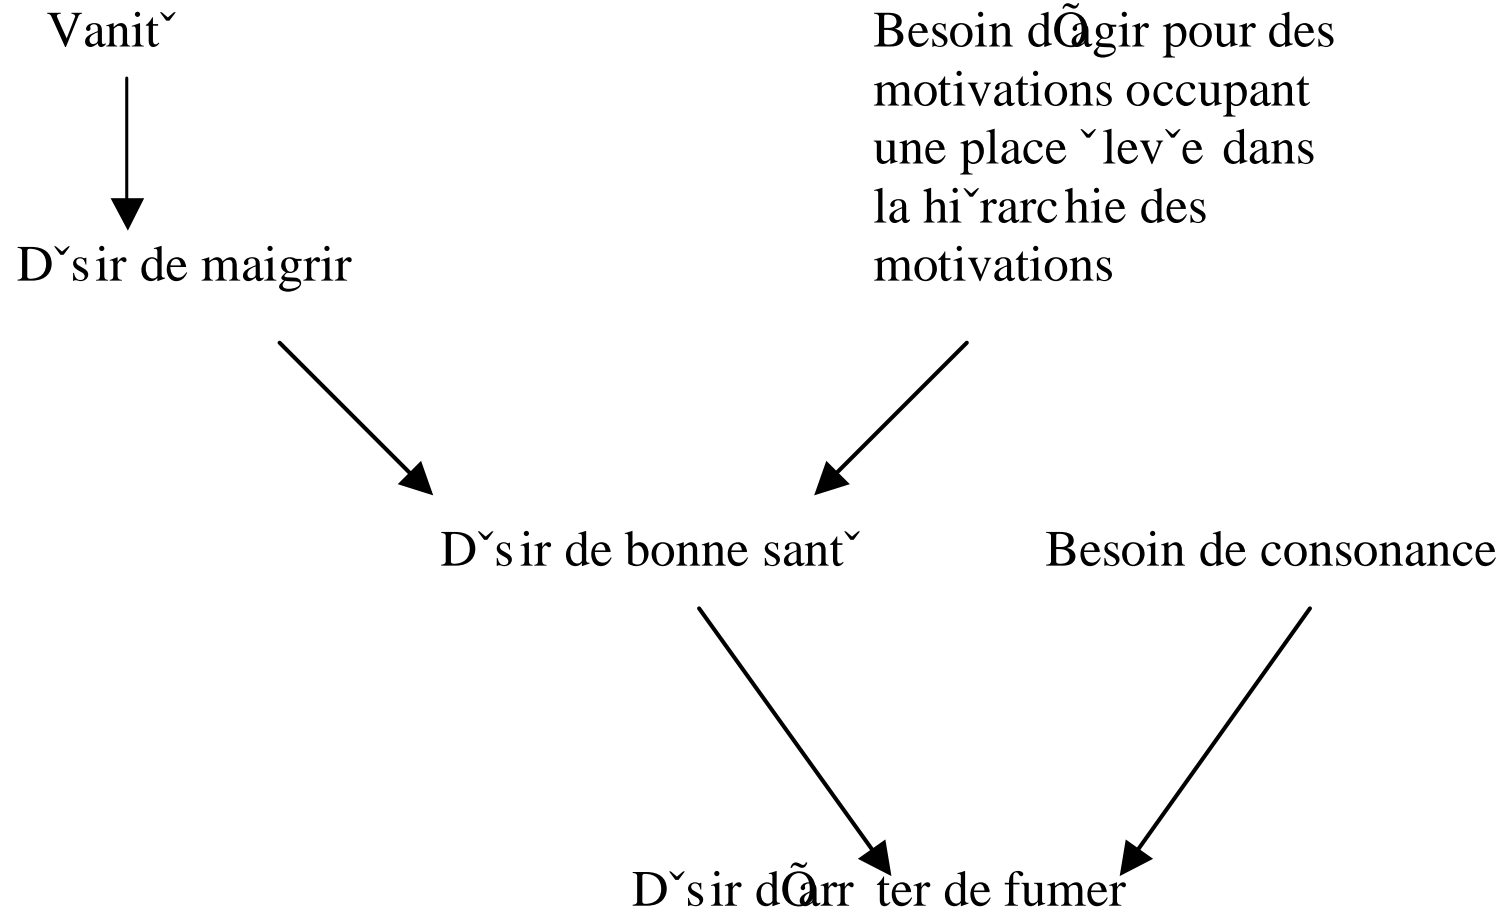 Vanitˇ
Besoin dÕagir pour des
motivations occupant
une place ˇlevˇe dans
la hiˇrarchie des
motivations
Dˇsir de maigrir
Dˇsir de bonne santˇ
Besoin de consonance
Dˇsir dÕarr ter de fumer